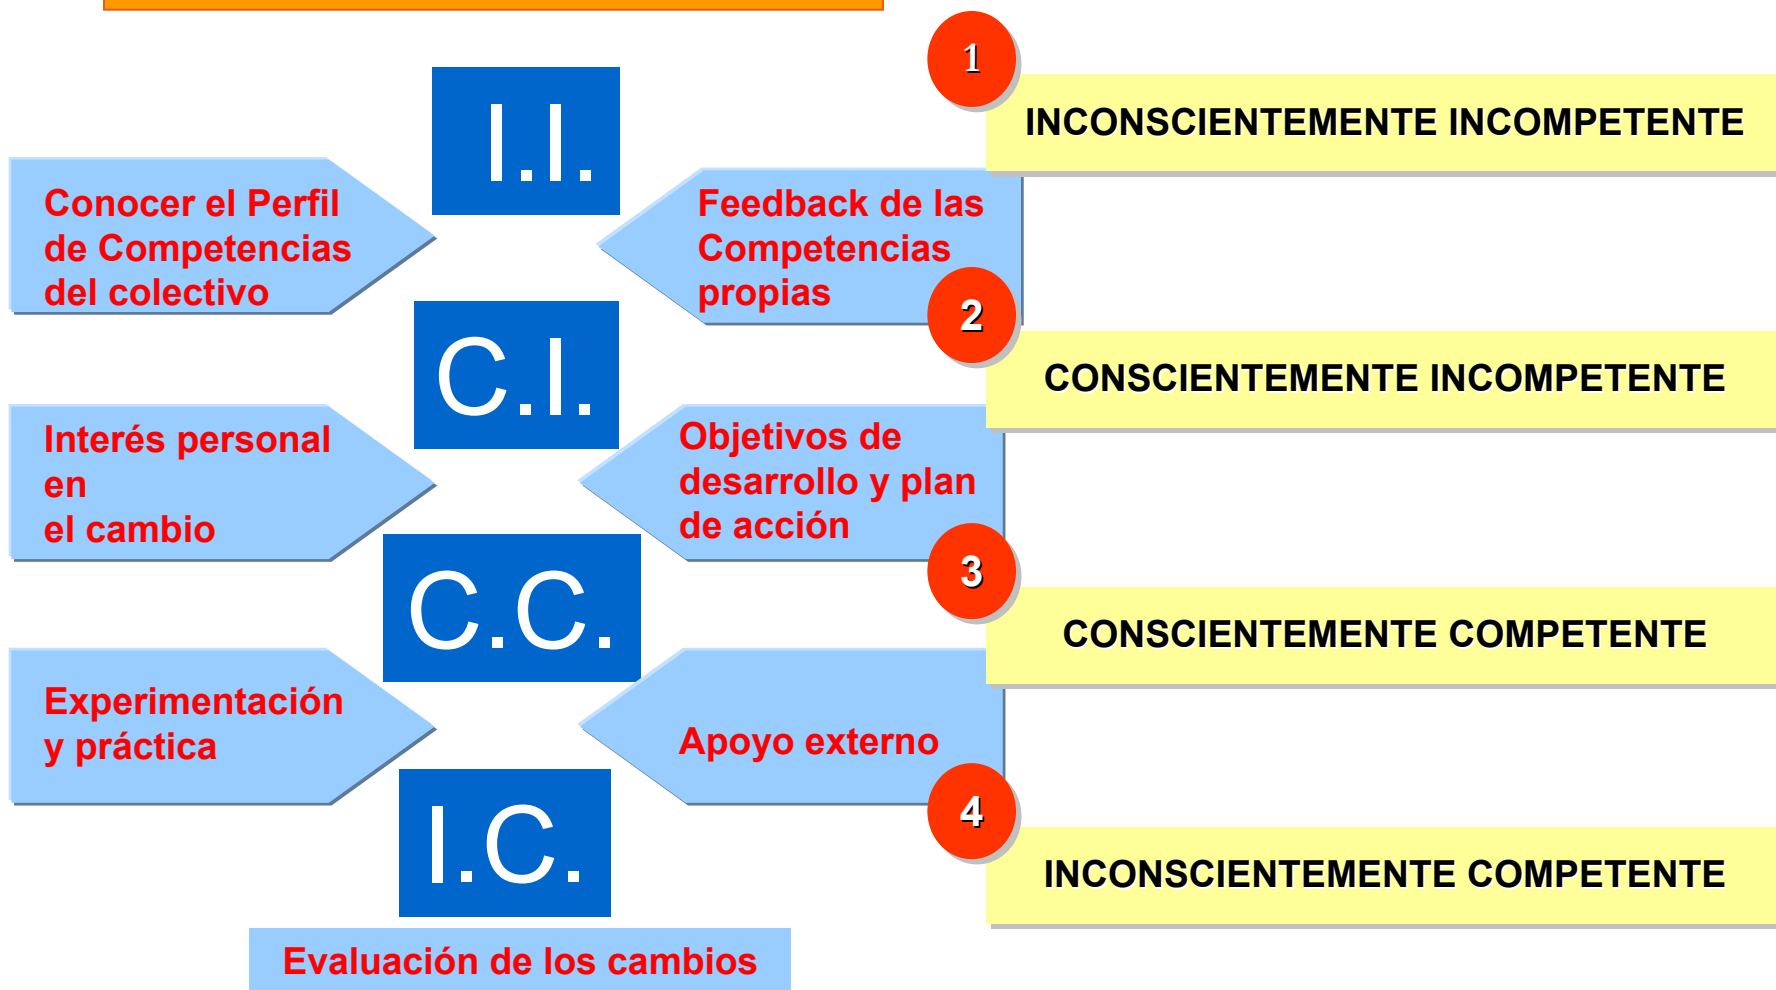 1
INCONSCIENTEMENTE INCOMPETENTE
I.I.
Conocer el Perfil
de Competencias
del colectivo
Feedback de las
Competencias
propias
2
CONSCIENTEMENTE INCOMPETENTE
C.I.
Interés personal
en
el cambio
Objetivos de
desarrollo y plan
de acción
3
CONSCIENTEMENTE COMPETENTE
C.C.
Experimentación
y práctica
Apoyo externo
4
INCONSCIENTEMENTE COMPETENTE
I.C.
Evaluación de los cambios